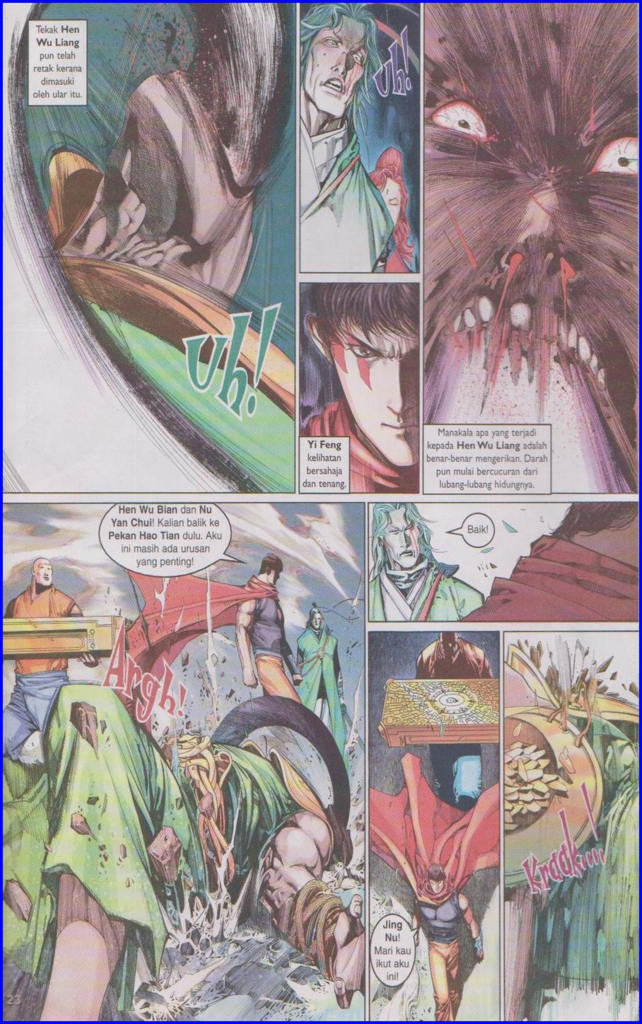 Tekak Hen
Wu Liang
pun telah
retak kerana
dimasuki
oleh ular itu.
Uh!
Uh!
Yi Feng
kelihatan
bersahaja
dan tenang.
Manakala apa yang terjadi
kepada Hen Wu Liang adalah
benar-benar mengerikan. Darah
pun mulai bercucuran dari
lubang-lubang hidungnya.
Hen Wu Bian dan Nu
Yan Chui! Kalian balik ke
Pekan Hao Tian dulu. Aku
ini masih ada urusan
yang penting!
Argh!
Baik!
Jing
Nu!
Mari kau
ikut aku
ini!
Kraak....!
23